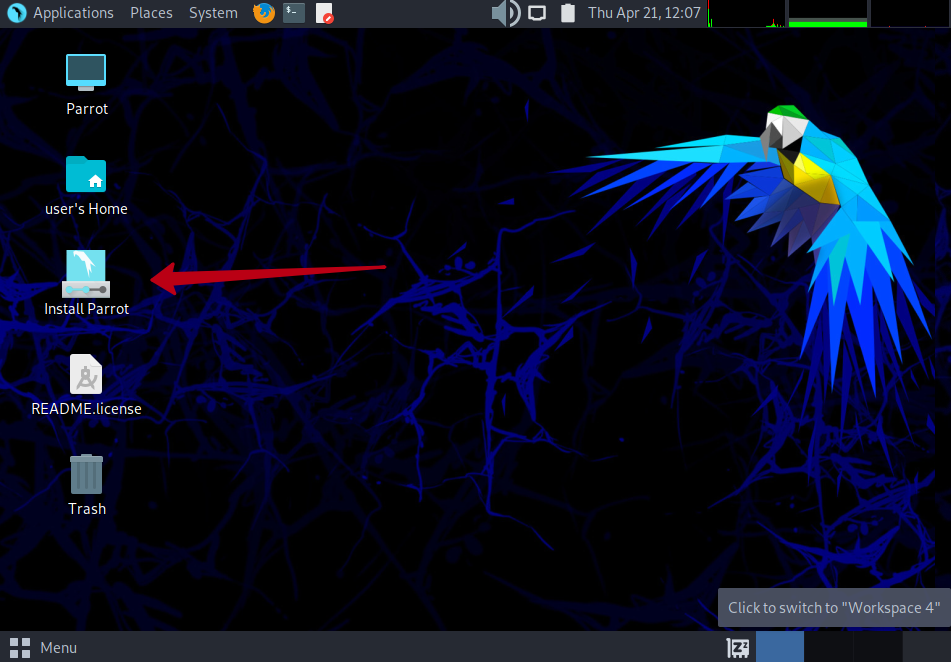 Applications Places System Thu Apr 21, 12:07
Parrot
user's Home
Install Parrot
README.license
Trash
Click to switch to "Workspace 4"
Menu